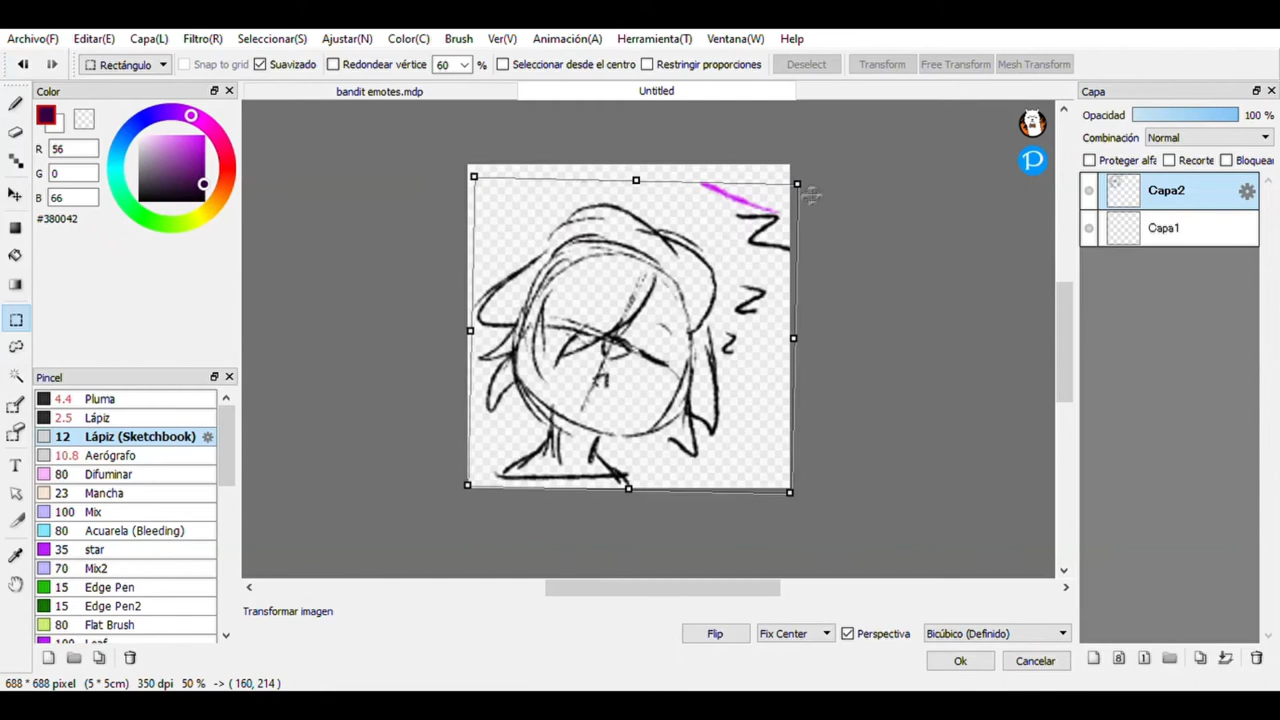 Archivo(F) Editar(E) Capa(L) Filtro(R) Seleccionar(S) Ajustar(N) Color(C) Brush Ver(V) Animación(A) Herramienta(T) Ventana(W) Help
Rectángulo Snap to grid Suavizado Redondear vértice 60 % Seleccionar desde el centro Restringir proporciones Deselect Transform Free Transform Mesh Transform
Color
bandit emotes.mdp
Untitled
Capa
R 56
G 0
B 66
#380042
Opacidad 100 %
Combinación Normal
Proteger alfa Recorte Bloquear
Capa2
Capa1
Z
Z
Z
P
Pincel
4.4 Pluma
2.5 Lápiz
12 Lápiz (Sketchbook)
10.8 Aerógrafo
80 Difuminar
23 Mancha
100 Mix
80 Acuarela (Bleeding)
35 star
70 Mix2
15 Edge Pen
15 Edge Pen2
80 Flat Brush
100 Leaf
Transformar imagen
Flip Fix Center Perspectiva Bicúbico (Definido)
Ok Cancelar
688 * 688 pixel (5 * 5cm) 350 dpi 50 % -> ( 160, 214 )